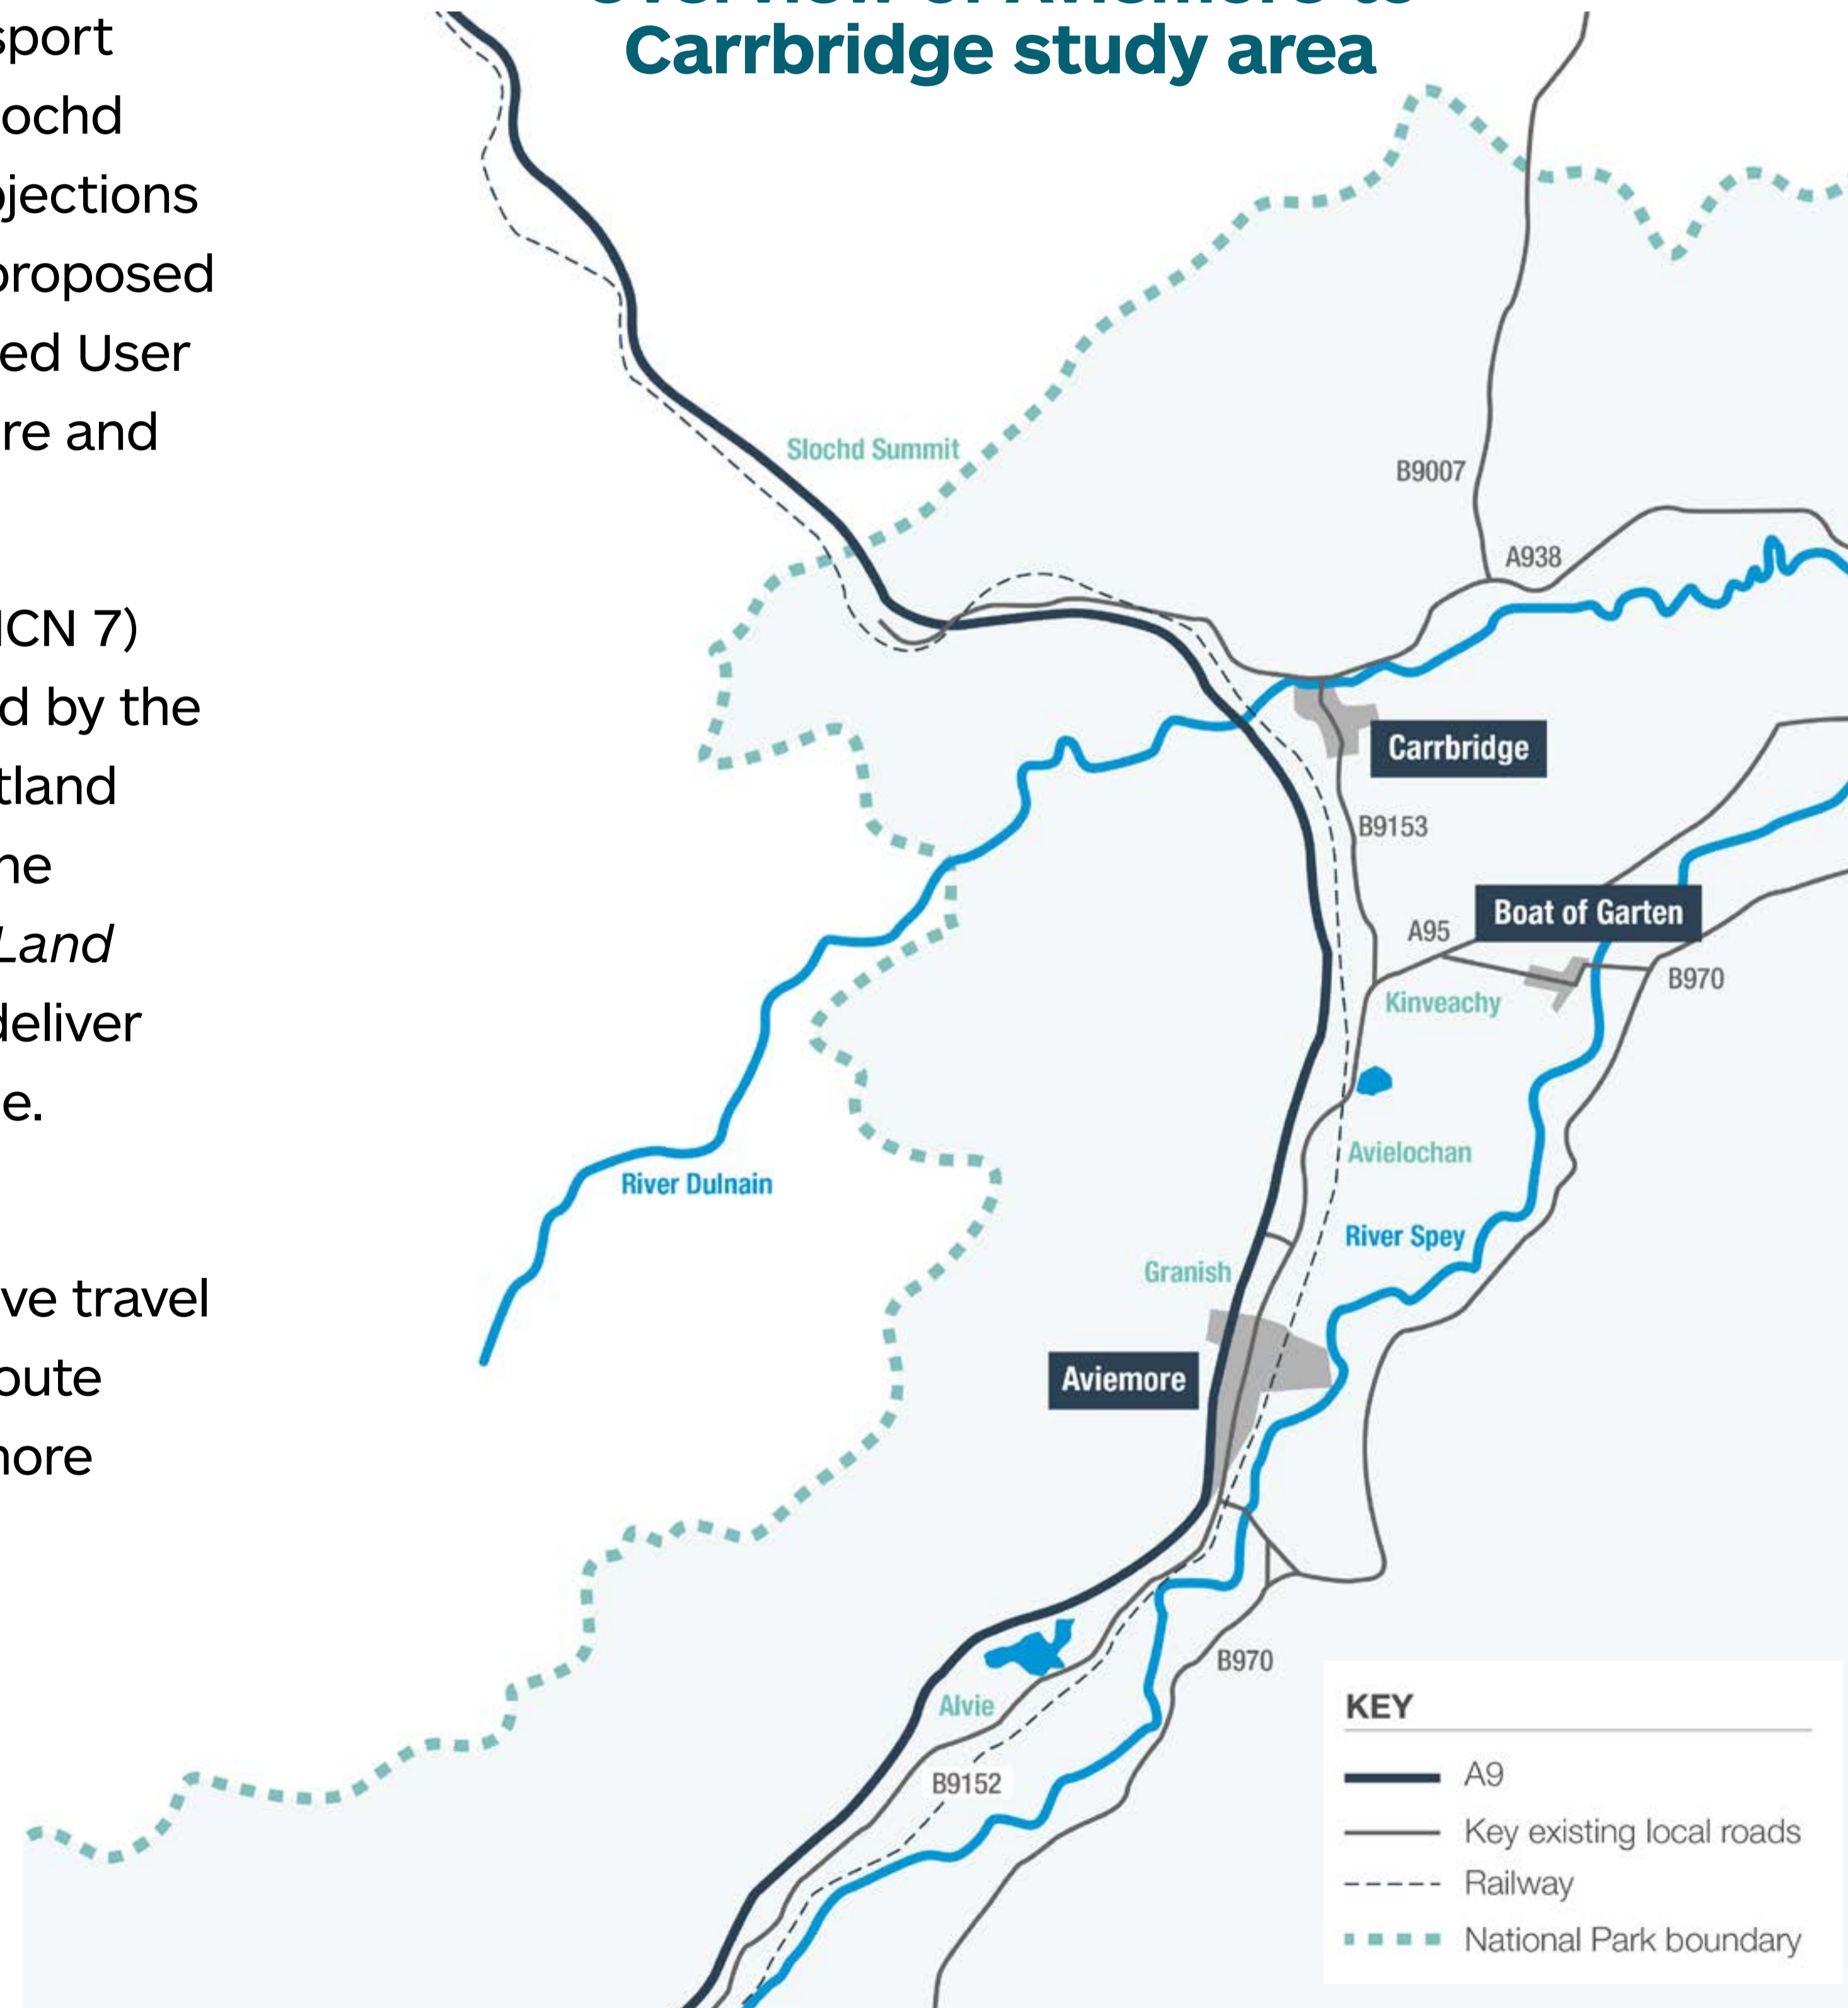 sport
ochd
jections
proposed
ed User
re and
NCN 7)
d by the
tland
ne
Land
deliver
e.
ve travel
oute
more
Carrbridge study area
Slochd Summit
B9007
A938
Carrbridge
B9153
Boat of Garten
A95
B970
Kinveachy
Avielochan
River Dulnain
River Spey
Granish
Aviemore
B970
Alvie
B9152
KEY
A9
Key existing local roads
Railway
National Park boundary